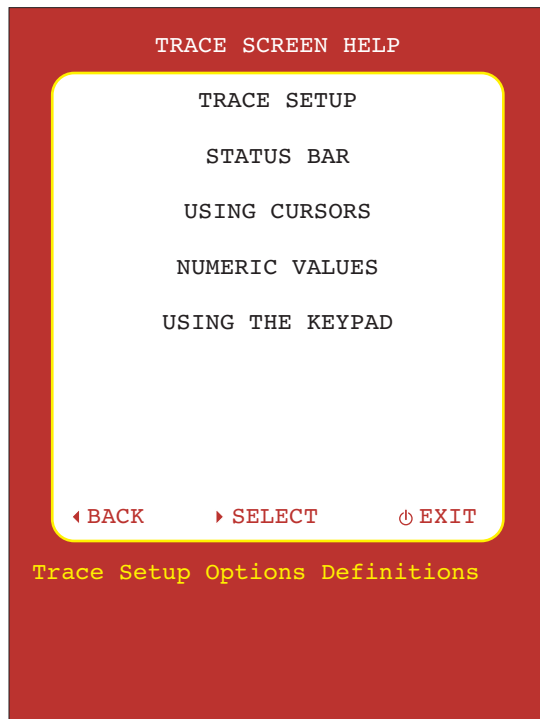 TRACE SCREEN HELP
TRACE SETUP
STATUS BAR
USING CURSORS
NUMERIC VALUES
USING THE KEYPAD
BACK SELECT EXIT
Trace Setup Options Definitions